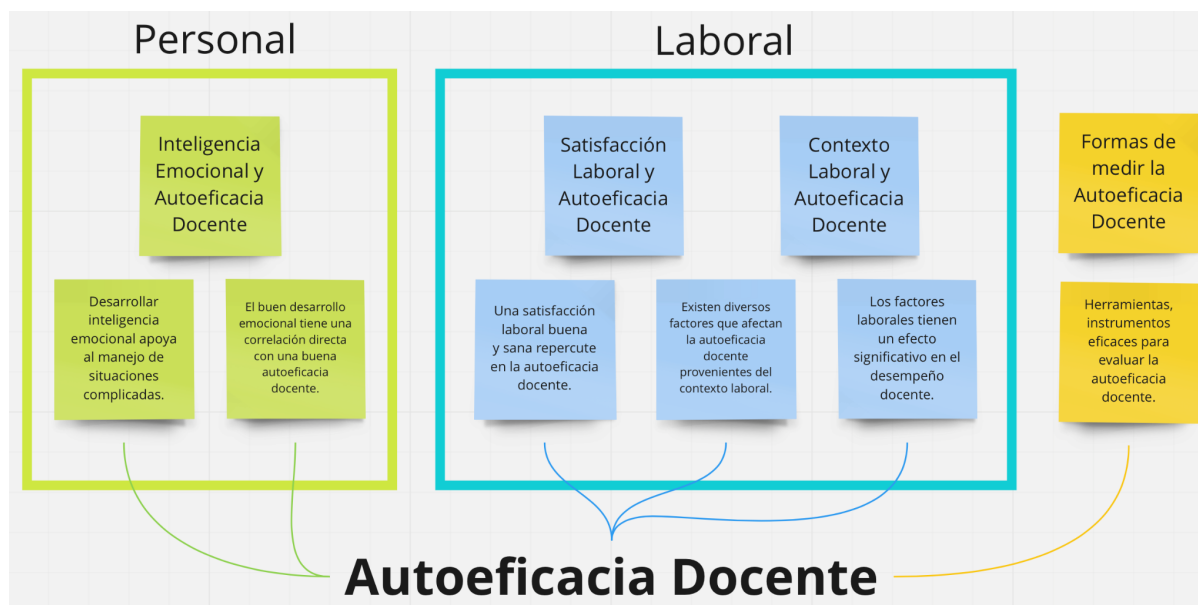 Personal
Inteligencia
Emocional y
Autoeficacia
Docente
Desarrollar
inteligencia
emocional apoya
al manejo de
situaciones
complicadas.
El buen desarrollo
emocional tiene una
correlación directa
con una buena
autoeficacia
docente.
Laboral
Satisfacción
Laboral y
Autoeficacia
Docente
Contexto
Laboral y
Autoeficacia
Docente
Una satisfacción
laboral buena
y sana repercute
en la autoeficacia
docente.
Existen diversos
factores que afectan
la autoeficacia
docente
provenientes del
contexto laboral.
Los factores
laborales tienen
un efecto
significativo en el
desempeño
docente.
Formas de
medir la
Autoeficacia
Docente
Herramientas,
instrumentos
eficaces para
evaluar la
autoeficacia
docente.
Autoeficacia Docente